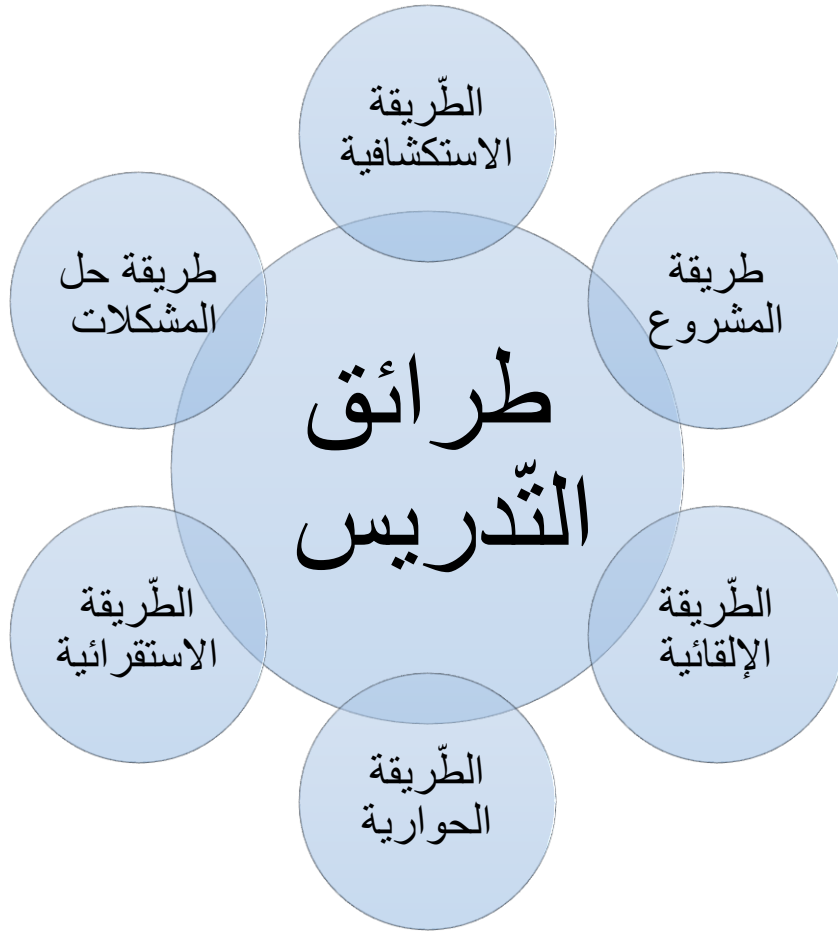 الطّريقة
الاستكشافية
طريقة
المشروع
طريقة حل
المشكلات
طرائق
التّدريس
الطّريقة
الإلقائية
الطّريقة
الاستقرائية
الطّريقة
الحوارية